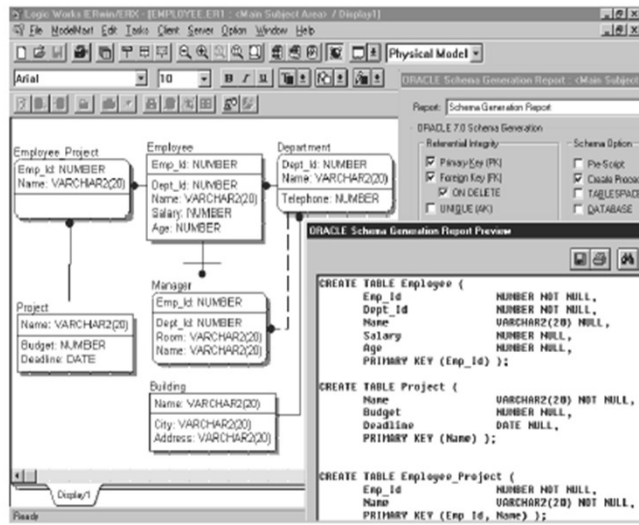 Logic Works ERwin/ERX - [EMPLOYEE.ER1 : <Main Subject Area> / Display1]
File ModelMart Edit Tasks Client Server Option Window Help
Physical Model
Arial
10
B I U
ORACLE Schema Generation Report :: <Main Subject
Report: Schema Generation Report
ORACLE 7.0 Schema Generation
Referential Integrity
Primary Key (PK)
Foreign Key (FK)
ON DELETE
UNIQUE (AK)
Schema Option
Pre-Script
Create Proced
TABLESPACE
DATABASE
Employee_Project
Emp_Id: NUMBER
Name: VARCHAR2(20)
Employee
Emp_Id: NUMBER
Dept_Id: NUMBER
Name: VARCHAR2(20)
Salary: NUMBER
Age: NUMBER
Department
Dept_Id: NUMBER
Name: VARCHAR2(20)
Telephone: NUMBER
Project
Name: VARCHAR2(20)
Budget: NUMBER
Deadline: DATE
Manager
Emp_Id: NUMBER
Dept_Id: NUMBER
Room: VARCHAR2(20)
Name: VARCHAR2(20)
Building
Name: VARCHAR2(20)
City: VARCHAR2(20)
Address: VARCHAR2(20)
ORACLE Schema Generation Report Preview
CREATE TABLE Employee (
Emp_Id NUMBER NOT NULL,
Dept_Id NUMBER NOT NULL,
Name VARCHAR2(20) NULL,
Salary NUMBER NULL,
Age NUMBER NULL,
PRIMARY KEY (Emp_Id) );
CREATE TABLE Project (
Name VARCHAR2(20) NOT NULL,
Budget NUMBER NULL,
Deadline DATE NULL,
PRIMARY KEY (Name) );
CREATE TABLE Employee_Project (
Emp_Id NUMBER NOT NULL,
Name VARCHAR2(20) NOT NULL,
PRIMARY KEY (Emp_Id, Name) );
Display1
Ready